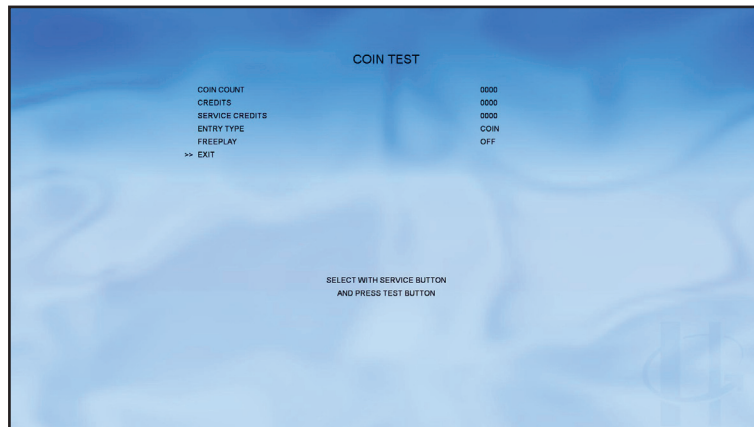 COIN TEST
COIN COUNT 0000
CREDITS 0000
SERVICE CREDITS 0000
ENTRY TYPE COIN
FREEPLAY OFF
>> EXIT
SELECT WITH SERVICE BUTTON
AND PRESS TEST BUTTON